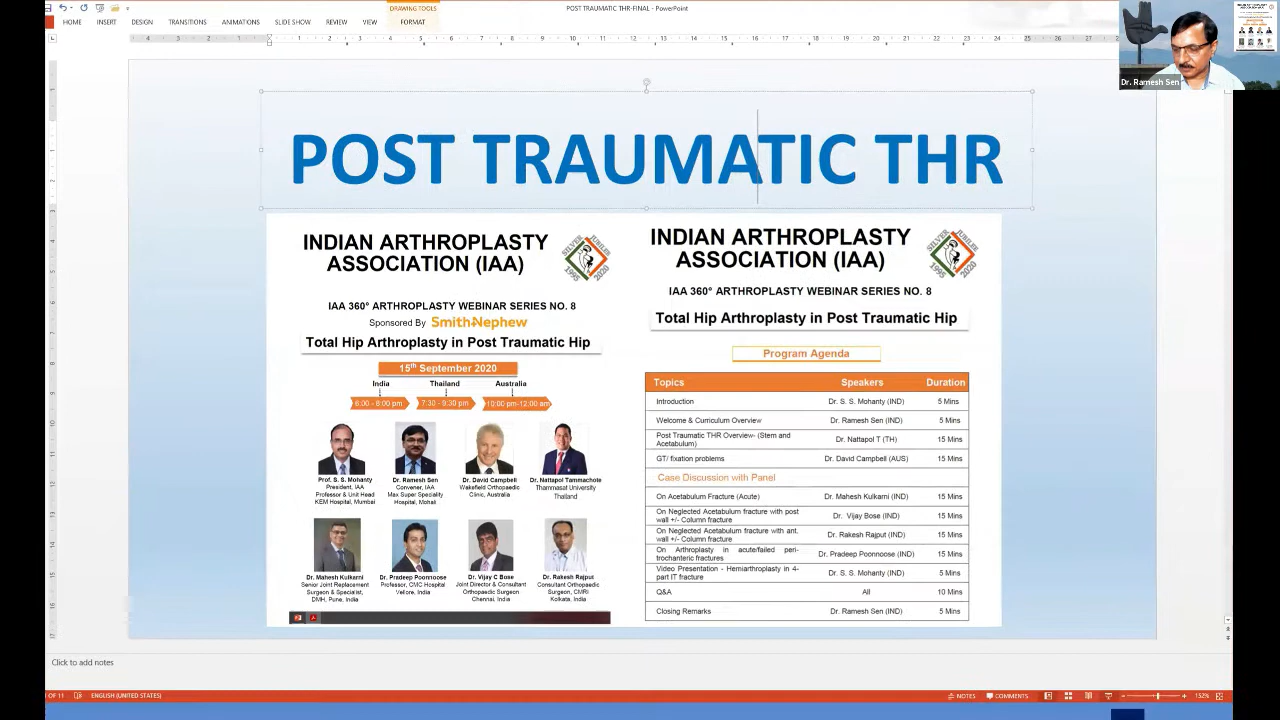 POST TRAUMATIC THR-FINAL - PowerPoint
DRAWING TOOLS
HOME INSERT DESIGN TRANSITIONS ANIMATIONS SLIDE SHOW REVIEW VIEW FORMAT
Dr. Ramesh Sen
POST TRAUMATIC THR
INDIAN ARTHROPLASTY
ASSOCIATION (IAA)
SILVER JUBILEE
1995 2020
IAA 360° ARTHROPLASTY WEBINAR SERIES NO. 8
Sponsored By Smith+Nephew
Total Hip Arthroplasty in Post Traumatic Hip
15th September 2020
India Thailand Australia
6:00 - 8:00 pm 7:30 - 9:30 pm 10:00 pm-12:00 am
Prof. S. S. Mohanty
President, IAA
Professor & Unit Head
KEM Hospital, Mumbai
Dr. Ramesh Sen
Convener, IAA
Max Super Speciality
Hospital, Mohali
Dr. David Campbell
Wakefield Orthopaedic
Clinic, Australia
Dr. Nattapol Tammachote
Thammasat University
Thailand
Dr. Mahesh Kulkarni
Senior Joint Replacement
Surgeon & Specialist,
DMH, Pune, India
Dr. Pradeep Poonnoose
Professor, CMC Hospital
Vellore, India
Dr. Vijay C Bose
Joint Director & Consultant
Orthopaedic Surgeon
Chennai, India
Dr. Rakesh Rajput
Consultant Orthopaedic
Surgeon, CMRI
Kolkata, India
INDIAN ARTHROPLASTY
ASSOCIATION (IAA)
SILVER JUBILEE
1995 2020
IAA 360° ARTHROPLASTY WEBINAR SERIES NO. 8
Total Hip Arthroplasty in Post Traumatic Hip
Program Agenda
Topics Speakers Duration
Introduction Dr. S. S. Mohanty (IND) 5 Mins
Welcome & Curriculum Overview Dr. Ramesh Sen (IND) 5 Mins
Post Traumatic THR Overview- (Stem and
Acetabulum) Dr. Nattapol T (TH) 15 Mins
GT/ fixation problems Dr. David Campbell (AUS) 15 Mins
Case Discussion with Panel
On Acetabulum Fracture (Acute) Dr. Mahesh Kulkarni (IND) 15 Mins
On Neglected Acetabulum fracture with post
wall +/- Column fracture Dr. Vijay Bose (IND) 15 Mins
On Neglected Acetabulum fracture with ant.
wall +/- Column fracture Dr. Rakesh Rajput (IND) 15 Mins
On Arthroplasty in acute/failed peri-
trochanteric fractures Dr. Pradeep Poonnoose (IND) 15 Mins
Video Presentation - Hemiarthroplasty in 4-
part IT fracture Dr. S. S. Mohanty (IND) 5 Mins
Q&A All 10 Mins
Closing Remarks Dr. Ramesh Sen (IND) 5 Mins
Click to add notes
OF 11 ENGLISH (UNITED STATES) NOTES COMMENTS 152%